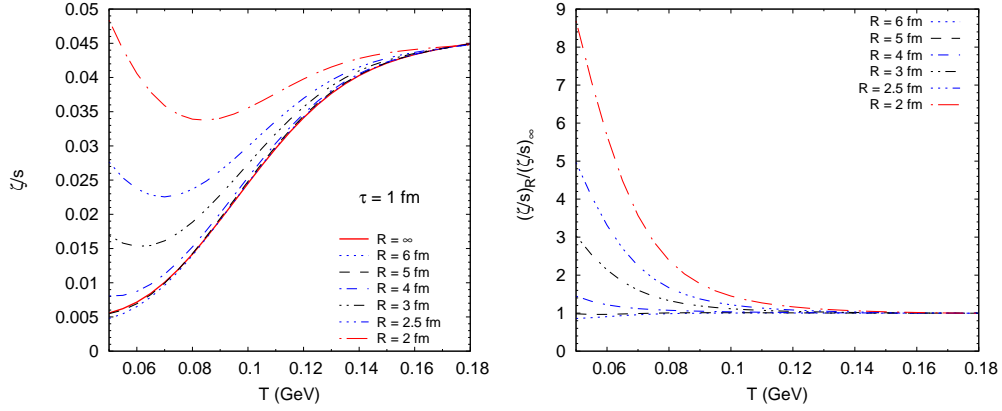 0.05
0.045
0.04
0.035
0.03
0.025
0.02
0.015
0.01
0.005
0
ζ/s
τ = 1 fm
R = ∞
R = 6 fm
R = 5 fm
R = 4 fm
R = 3 fm
R = 2.5 fm
R = 2 fm
0.06 0.08 0.1 0.12 0.14 0.16 0.18
T (GeV)
9
8
7
6
5
4
3
2
1
0
(ζ/s)R/(ζ/s)∞
R = 6 fm
R = 5 fm
R = 4 fm
R = 3 fm
R = 2.5 fm
R = 2 fm
0.06 0.08 0.1 0.12 0.14 0.16 0.18
T (GeV)